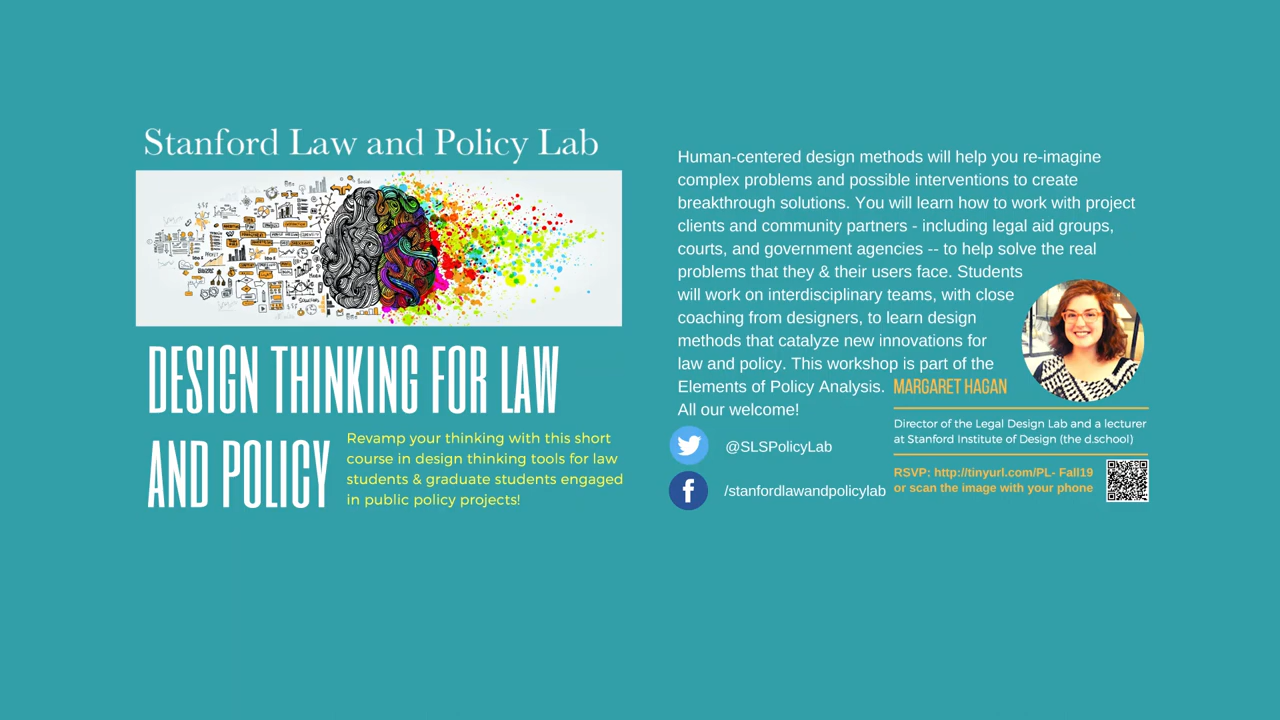 Stanford Law and Policy Lab
DESIGN THINKING FOR LAW
AND POLICY
Revamp your thinking with this short
course in design thinking tools for law
students & graduate students engaged
in public policy projects!
Human-centered design methods will help you re-imagine
complex problems and possible interventions to create
breakthrough solutions. You will learn how to work with project
clients and community partners - including legal aid groups,
courts, and government agencies -- to help solve the real
problems that they & their users face. Students
will work on interdisciplinary teams, with close
coaching from designers, to learn design
methods that catalyze new innovations for
law and policy. This workshop is part of the
Elements of Policy Analysis.
All our welcome!
MARGARET HAGAN
Director of the Legal Design Lab and a lecturer
at Stanford Institute of Design (the d.school)
RSVP: http://tinyurl.com/PL- Fall19
or scan the image with your phone
@SLSPolicyLab
/stanfordlawandpolicylab